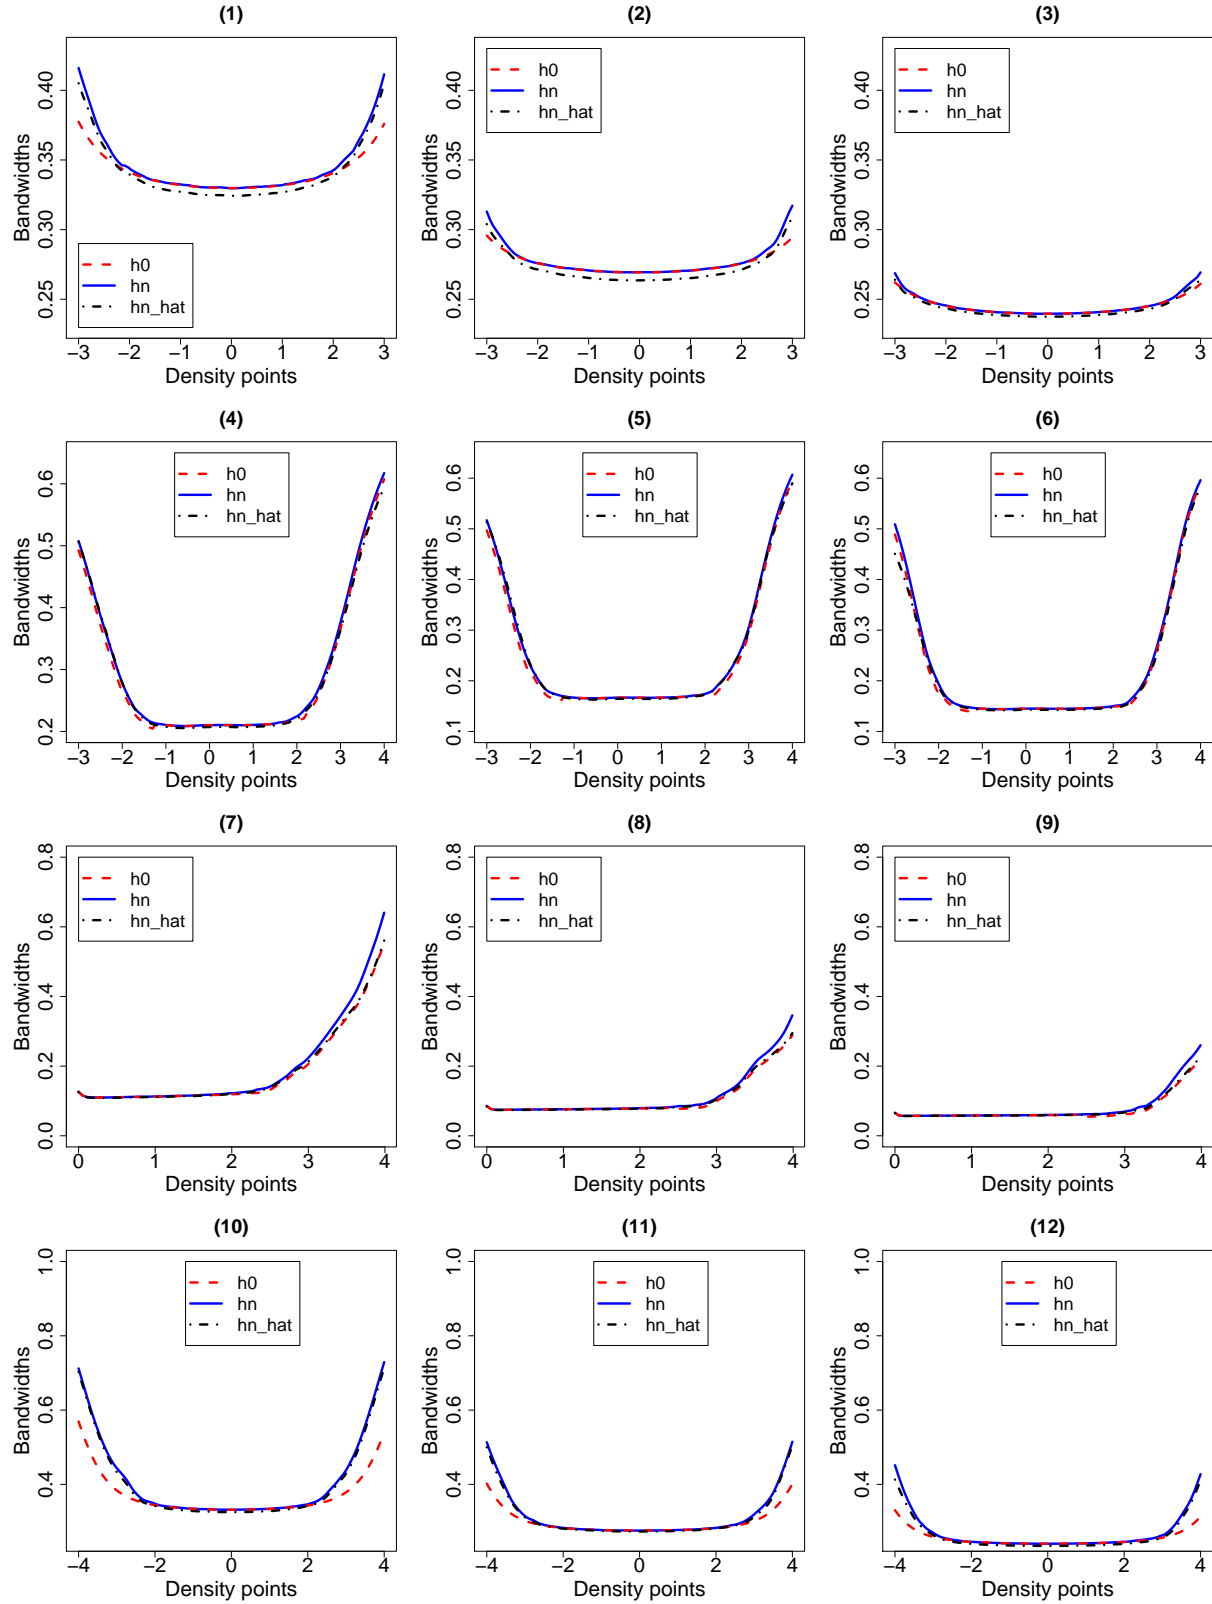 (1)
Bandwidths
0.25 0.30 0.35 0.40
h0
hn
hn_hat
−3 −2 −1 0 1 2 3
Density points
(2)
Bandwidths
0.25 0.30 0.35 0.40
h0
hn
hn_hat
−3 −2 −1 0 1 2 3
Density points
(3)
Bandwidths
0.25 0.30 0.35 0.40
h0
hn
hn_hat
−3 −2 −1 0 1 2 3
Density points
(4)
Bandwidths
0.2 0.3 0.4 0.5 0.6
h0
hn
hn_hat
−3 −2 −1 0 1 2 3 4
Density points
(5)
Bandwidths
0.1 0.2 0.3 0.4 0.5 0.6
h0
hn
hn_hat
−3 −2 −1 0 1 2 3 4
Density points
(6)
Bandwidths
0.1 0.2 0.3 0.4 0.5 0.6
h0
hn
hn_hat
−3 −2 −1 0 1 2 3 4
Density points
(7)
Bandwidths
0.0 0.2 0.4 0.6 0.8
h0
hn
hn_hat
0 1 2 3 4
Density points
(8)
Bandwidths
0.0 0.2 0.4 0.6 0.8
h0
hn
hn_hat
0 1 2 3 4
Density points
(9)
Bandwidths
0.0 0.2 0.4 0.6 0.8
h0
hn
hn_hat
0 1 2 3 4
Density points
(10)
Bandwidths
0.4 0.6 0.8 1.0
h0
hn
hn_hat
−4 −2 0 2 4
Density points
(11)
Bandwidths
0.4 0.6 0.8 1.0
h0
hn
hn_hat
−4 −2 0 2 4
Density points
(12)
Bandwidths
0.4 0.6 0.8 1.0
h0
hn
hn_hat
−4 −2 0 2 4
Density points